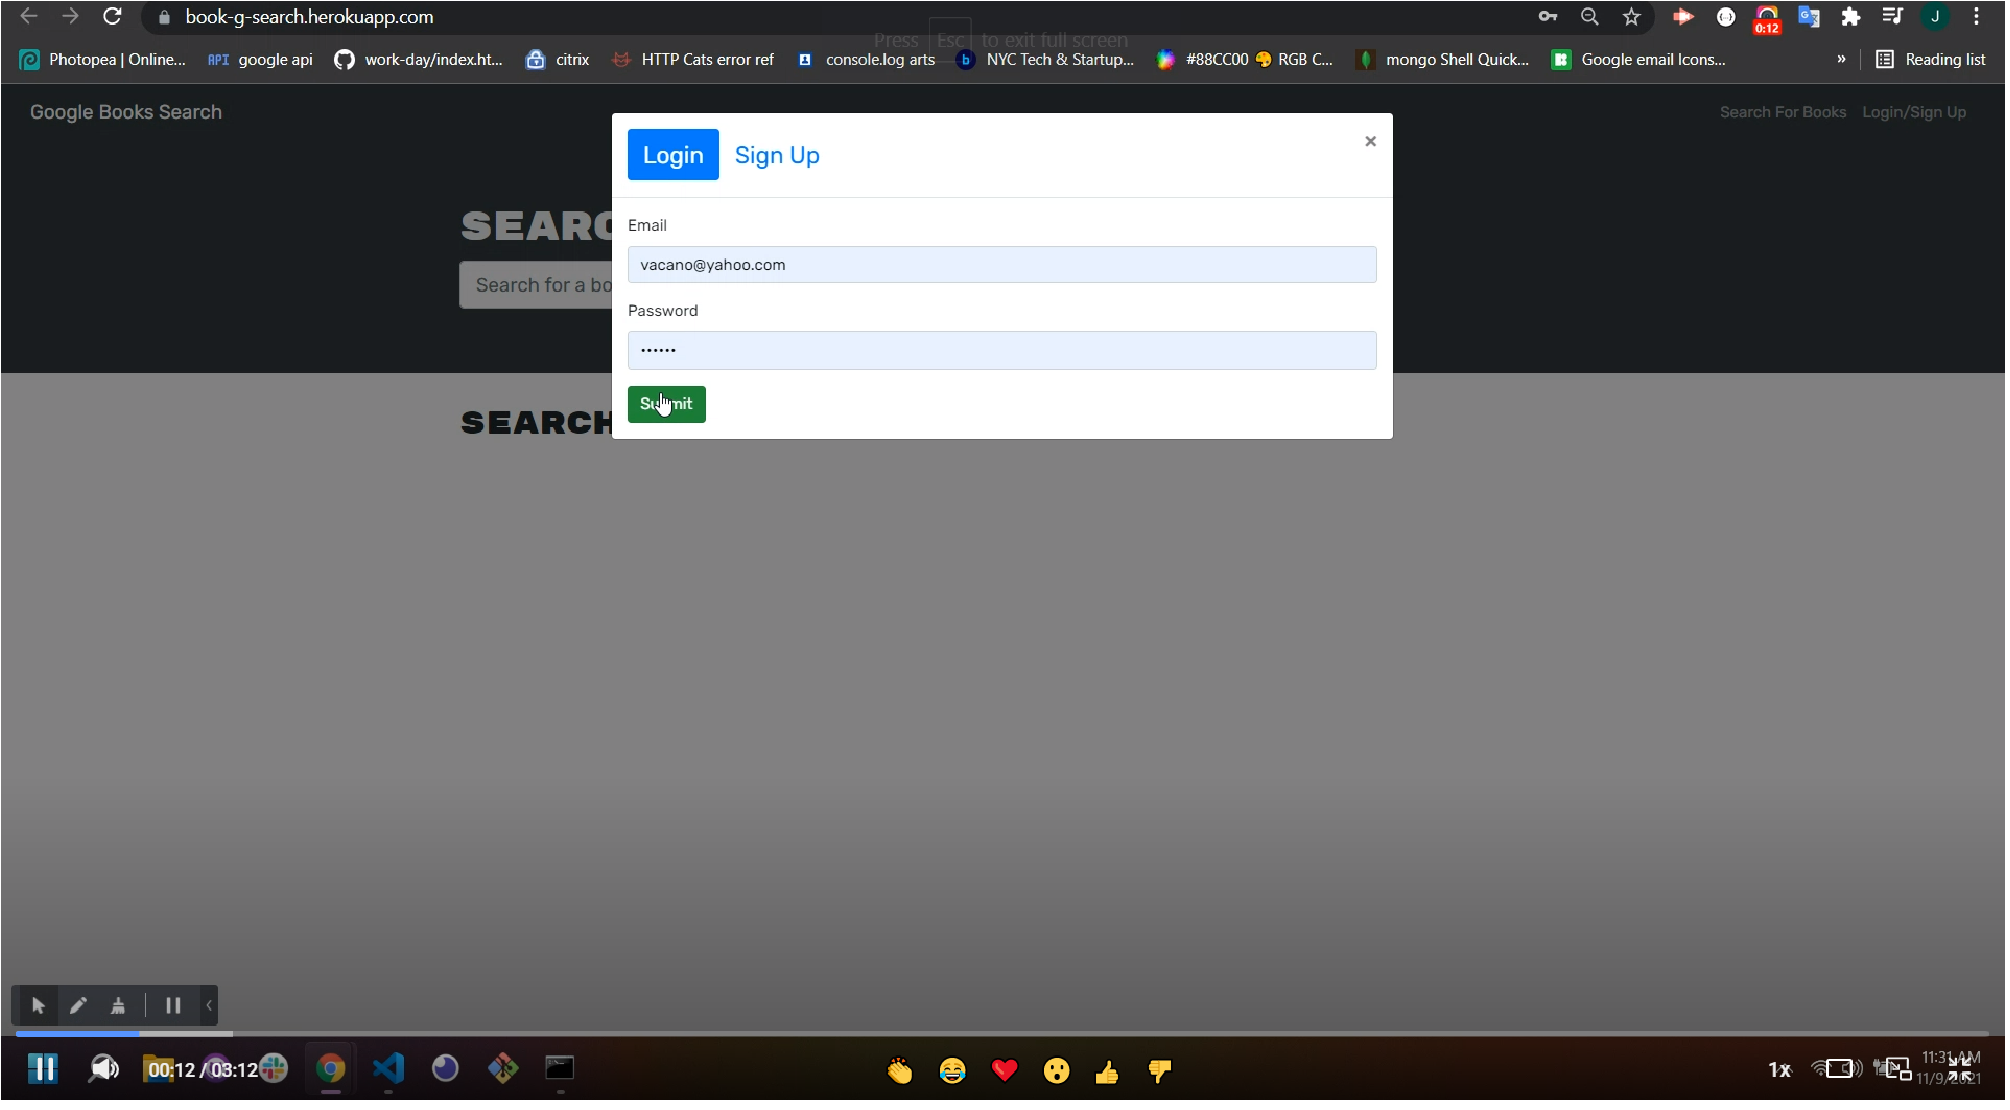 book-g-search.herokuapp.com
0:12
J
Press Esc to exit full screen
Photopea | Online...
API google api
work-day/index.ht...
citrix
HTTP Cats error ref
console.log arts
NYC Tech & Startup...
#88CC00 RGB C...
mongo Shell Quick...
Google email Icons...
»
Reading list
Google Books Search
Search For Books
Login/Sign Up
Login
Sign Up
×
SEARC
Email
vacano@yahoo.com
Search for a bo
Password
••••••
Submit
SEARCH
00:12 / 03:12
1x
11:31 AM
11/9/2021